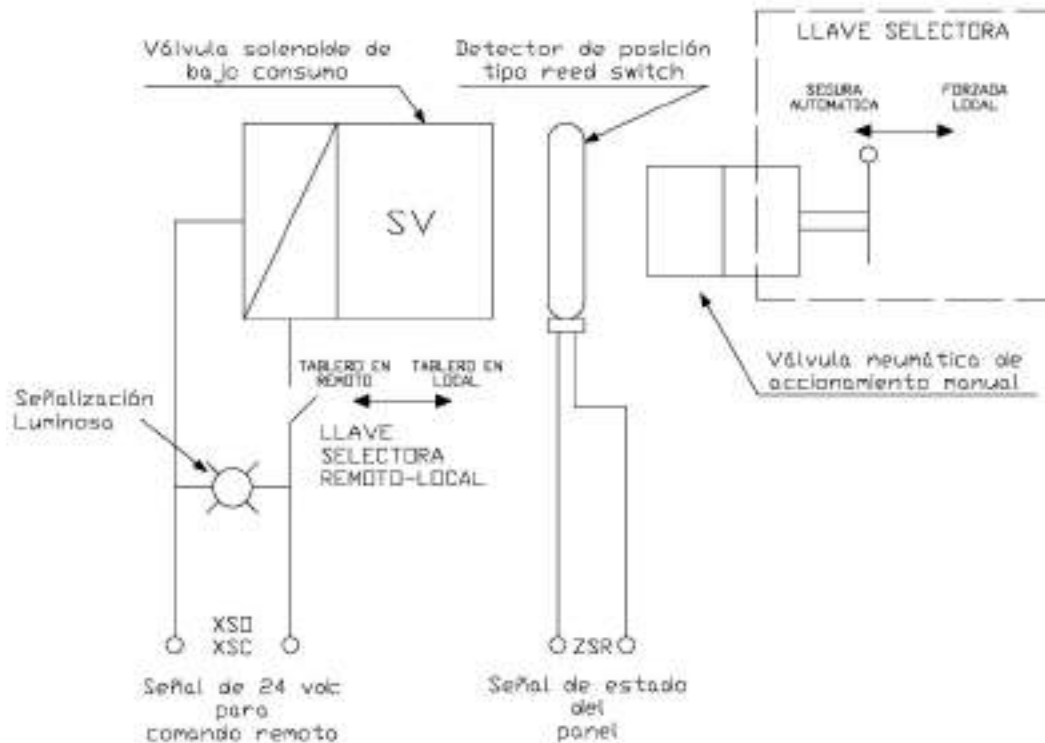 Válvula solenoide de
bajo consumo
Detector de posición
tipo reed switch
LLAVE SELECTORA
SEGURA
AUTOMATICA
FORZADA
LOCAL
SV
TABLERO EN
REMOTO
TABLERO EN
LOCAL
Válvula neumática de
accionamiento manual
Señalización
Luminosa
LLAVE
SELECTORA
REMOTO-LOCAL
XSO
XSC
ZSR
Señal de 24 vdc
para
comando remoto
Señal de estado
del
panel